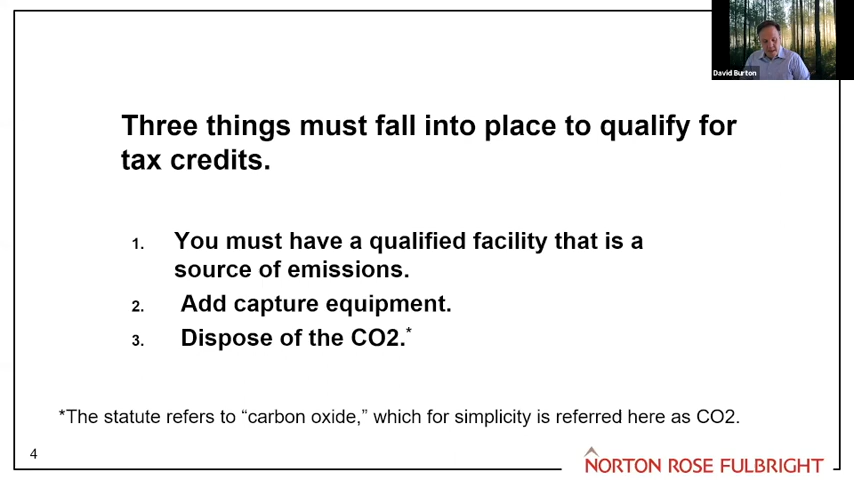 David Burton
Three things must fall into place to qualify for
tax credits.
1. You must have a qualified facility that is a
source of emissions.
2. Add capture equipment.
3. Dispose of the CO2.*
*The statute refers to “carbon oxide,” which for simplicity is referred here as CO2.
4
NORTON ROSE FULBRIGHT